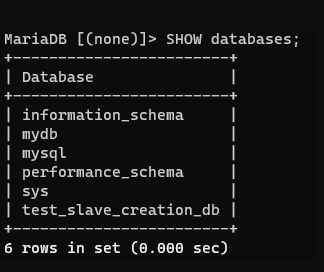 MariaDB [(none)]> SHOW databases;
+------------------------+
| Database               |
+------------------------+
| information_schema     |
| mydb                   |
| mysql                  |
| performance_schema     |
| sys                    |
| test_slave_creation_db |
+------------------------+
6 rows in set (0.000 sec)